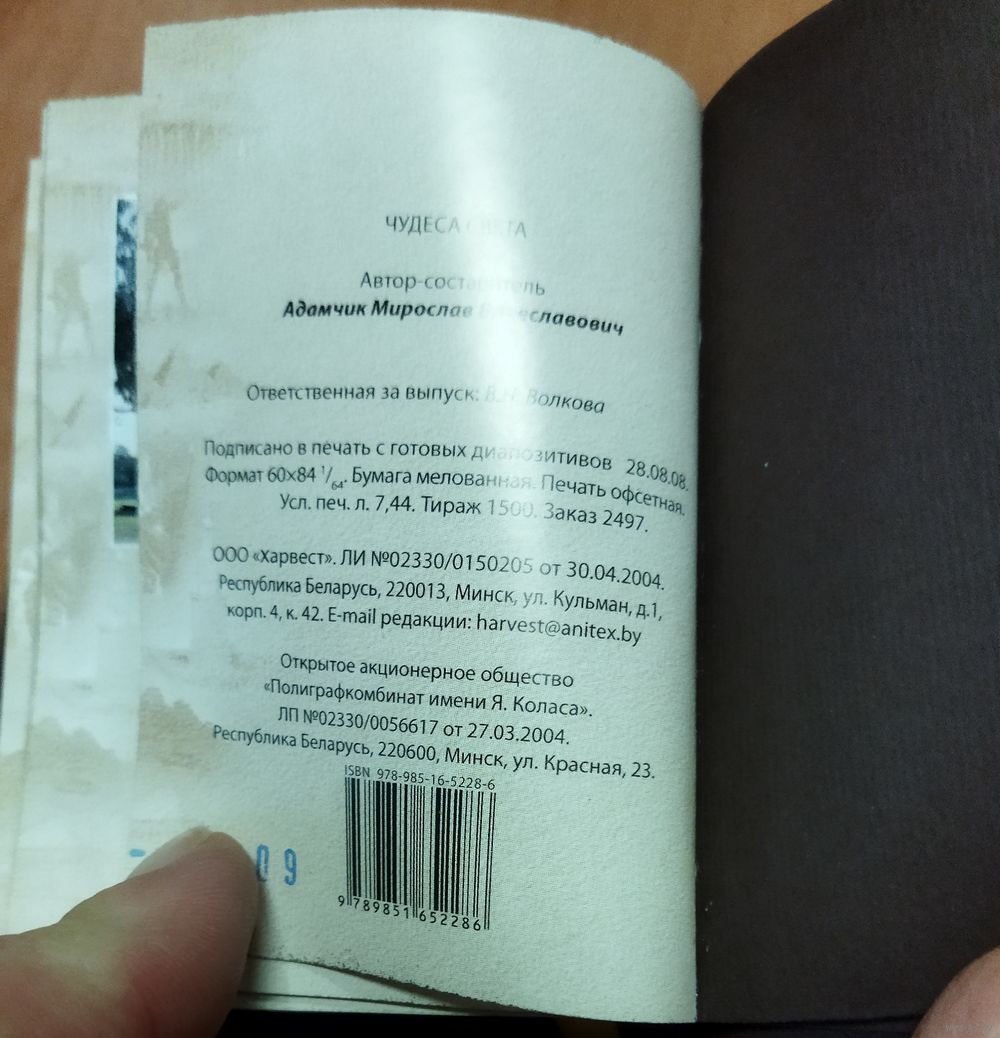 ЧУДЕСА СВЕТА
Автор-составитель
Адамчик Мирослав
Ответственная за выпуск: В. Н. Волкова
Подписано в печать с готовых диапозитивов 28.08.08.
Формат 60×84 1/64. Бумага мелованная. Печать офсетная.
Усл. печ. л. 7,44. Тираж 1500. Заказ 2497.
ООО «Харвест». ЛИ №02330/0150205 от 30.04.2004.
Республика Беларусь, 220013, Минск, ул. Кульман, д.1,
корп. 4, к. 42. E-mail редакции: harvest@anitex.by
Открытое акционерное общество
«Полиграфкомбинат имени Я. Коласа».
ЛП №02330/0056617 от 27.03.2004.
Республика Беларусь, 220600, Минск, ул. Красная, 23.
ISBN 978-985-16-5228-6
9 789851 652286
09